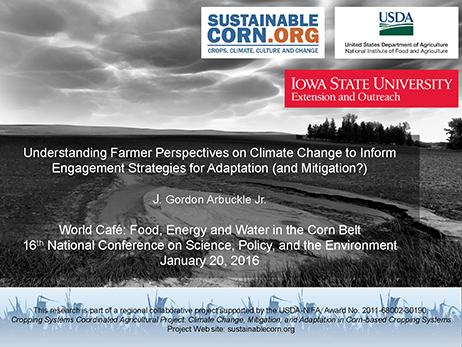 SUSTAINABLE
CORN.ORG
CROPS, CLIMATE, CULTURE AND CHANGE
USDA
United States Department of Agriculture
National Institute of Food and Agriculture
IOWA STATE UNIVERSITY
Extension and Outreach
Understanding Farmer Perspectives on Climate Change to Inform
Engagement Strategies for Adaptation (and Mitigation?)
J. Gordon Arbuckle Jr.
World Café: Food, Energy and Water in the Corn Belt
16th National Conference on Science, Policy, and the Environment
January 20, 2016
This research is part of a regional collaborative project supported by the USDA-NIFA, Award No. 2011-68002-30190
Cropping Systems Coordinated Agricultural Project: Climate Change, Mitigation, and Adaptation in Corn-based Cropping Systems
Project Web site: sustainablecorn.org